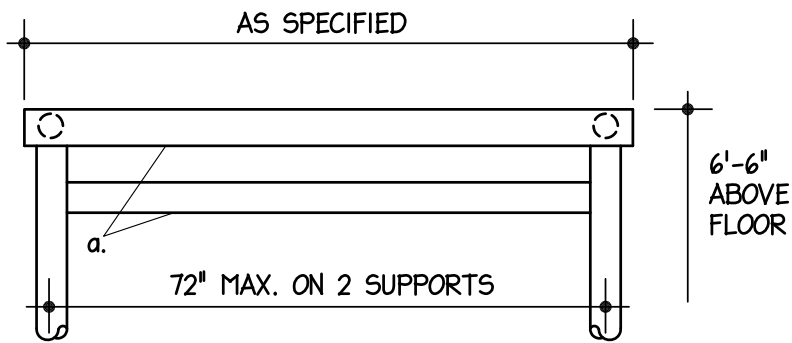 AS SPECIFIED
6'-6"
ABOVE
FLOOR
a.
72" MAX. ON 2 SUPPORTS